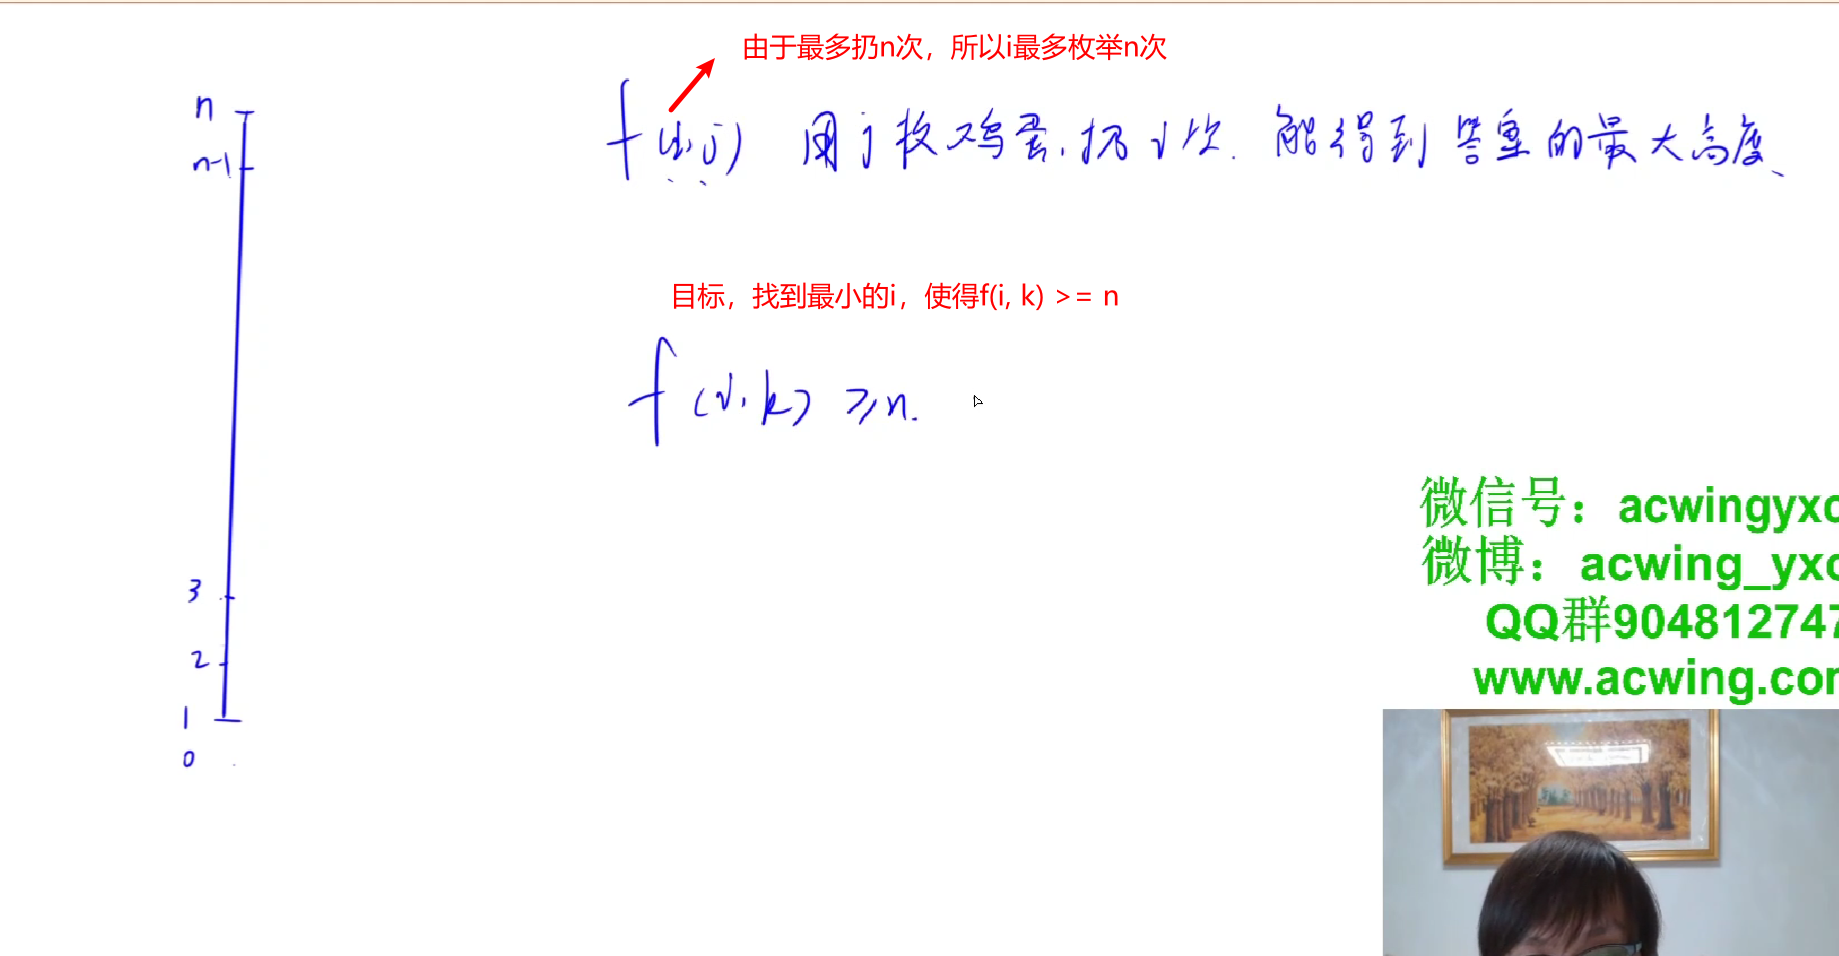 由于最多扔n次，所以i最多枚举n次
f(i,j) 用j枚鸡蛋,扔i次. 能得到答案的最大高度、
目标，找到最小的i，使得f(i, k) >= n
f(i, k) ≥ n.
n
n-1
3
2
1
0
微信号：acwingyxc
微博：acwing_yxc
QQ群904812747
www.acwing.com